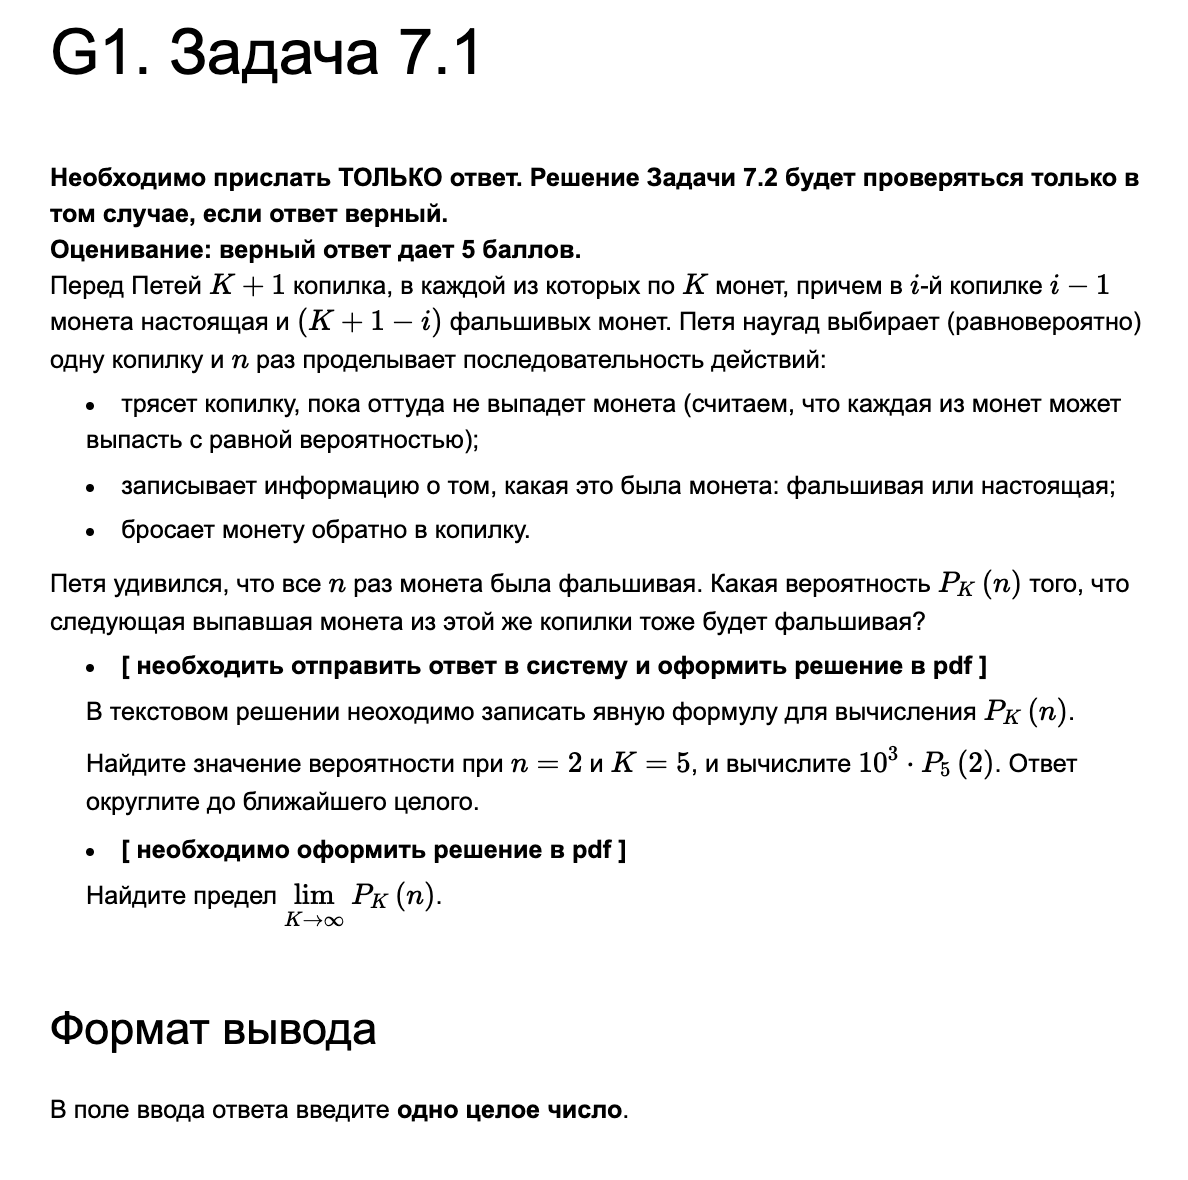 G1. Задача 7.1
Необходимо прислать ТОЛЬКО ответ. Решение Задачи 7.2 будет проверяться только в
том случае, если ответ верный.
Оценивание: верный ответ дает 5 баллов.
Перед Петей K + 1 копилка, в каждой из которых по K монет, причем в i-й копилке i − 1
монета настоящая и (K + 1 − i) фальшивых монет. Петя наугад выбирает (равновероятно)
одну копилку и n раз проделывает последовательность действий:
• трясет копилку, пока оттуда не выпадет монета (считаем, что каждая из монет может
выпасть с равной вероятностью);
• записывает информацию о том, какая это была монета: фальшивая или настоящая;
• бросает монету обратно в копилку.
Петя удивился, что все n раз монета была фальшивая. Какая вероятность P_K (n) того, что
следующая выпавшая монета из этой же копилки тоже будет фальшивая?
• [ необходить отправить ответ в систему и оформить решение в pdf ]
В текстовом решении неоходимо записать явную формулу для вычисления P_K (n).
Найдите значение вероятности при n = 2 и K = 5, и вычислите 10³ · P₅ (2). Ответ
округлите до ближайшего целого.
• [ необходимо оформить решение в pdf ]
Найдите предел lim P_K (n).
K→∞
Формат вывода
В поле ввода ответа введите одно целое число.